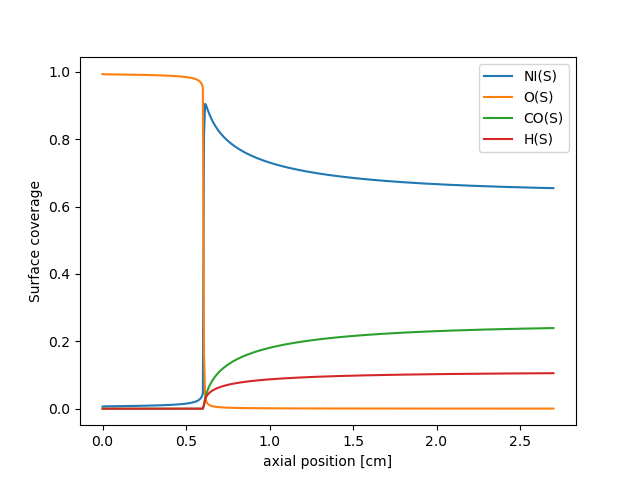 1.0
0.8
0.6
0.4
0.2
0.0
Surface coverage
0.0 0.5 1.0 1.5 2.0 2.5
axial position [cm]
NI(S)
O(S)
CO(S)
H(S)